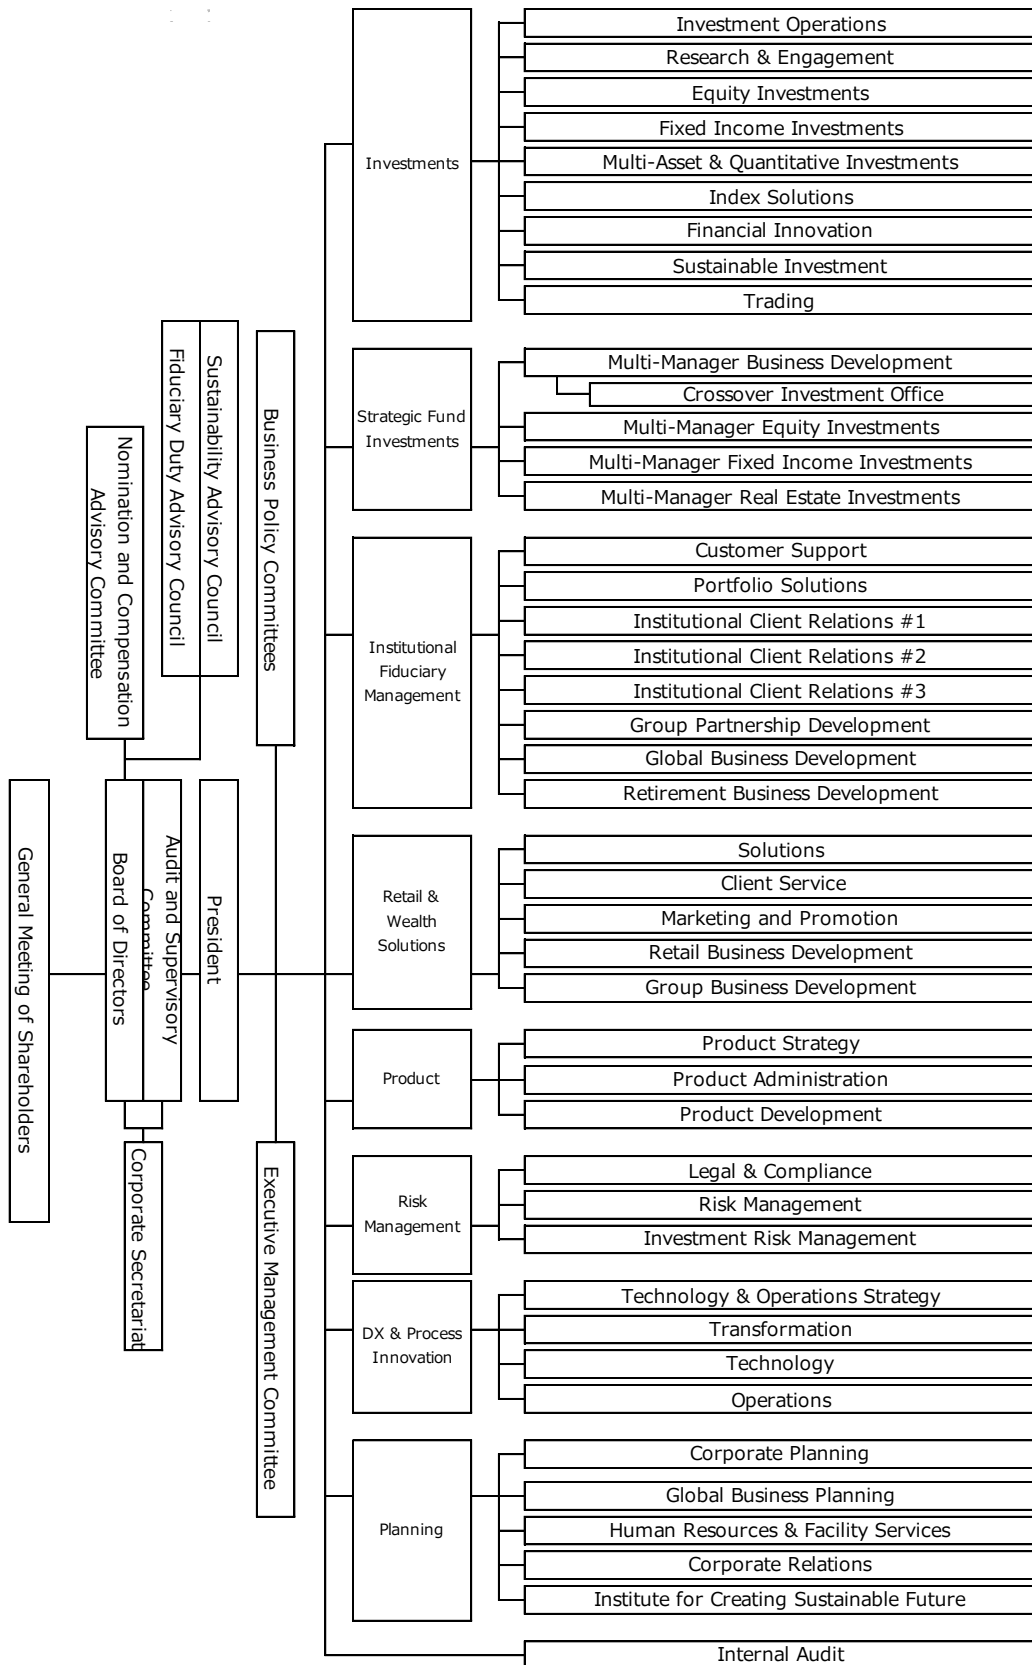 General Meeting of Shareholders
Board of Directors
Audit and Supervisory
Committee
Nomination and Compensation
Advisory Committee
Fiduciary Duty Advisory Council
Sustainability Advisory Council
Corporate Secretariat
President
Business Policy Committees
Executive Management Committee
Investments
Investment Operations
Research & Engagement
Equity Investments
Fixed Income Investments
Multi-Asset & Quantitative Investments
Index Solutions
Financial Innovation
Sustainable Investment
Trading
Strategic Fund
Investments
Multi-Manager Business Development
Crossover Investment Office
Multi-Manager Equity Investments
Multi-Manager Fixed Income Investments
Multi-Manager Real Estate Investments
Institutional
Fiduciary
Management
Customer Support
Portfolio Solutions
Institutional Client Relations #1
Institutional Client Relations #2
Institutional Client Relations #3
Group Partnership Development
Global Business Development
Retirement Business Development
Retail &
Wealth
Solutions
Solutions
Client Service
Marketing and Promotion
Retail Business Development
Group Business Development
Product
Product Strategy
Product Administration
Product Development
Risk
Management
Legal & Compliance
Risk Management
Investment Risk Management
DX & Process
Innovation
Technology & Operations Strategy
Transformation
Technology
Operations
Planning
Corporate Planning
Global Business Planning
Human Resources & Facility Services
Corporate Relations
Institute for Creating Sustainable Future
Internal Audit